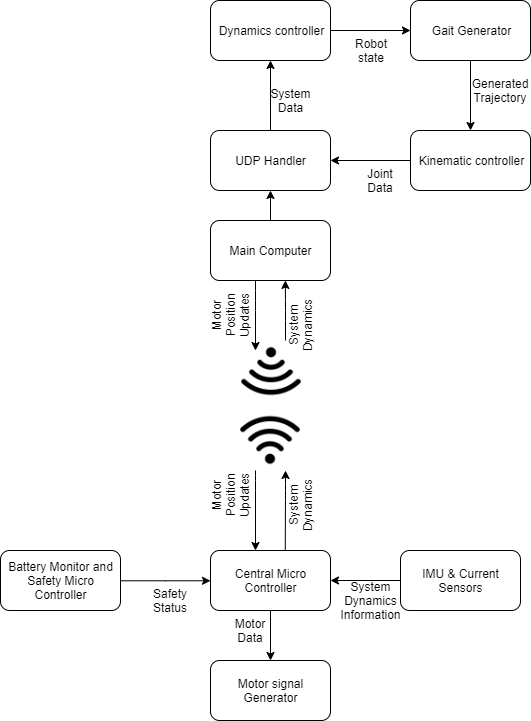 Dynamics controller
Robot
state
Gait Generator
System
Data
Generated
Trajectory
UDP Handler
Joint
Data
Kinematic controller
Main Computer
Motor
Position
Updates
System
Dynamics
Motor
Position
Updates
System
Dynamics
Battery Monitor and
Safety Micro
Controller
Safety
Status
Central Micro
Controller
System
Dynamics
Information
IMU & Current
Sensors
Motor
Data
Motor signal
Generator